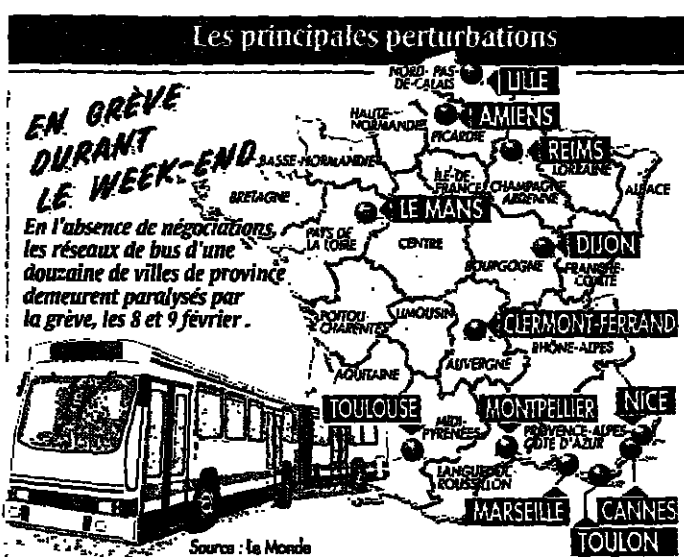 Les principales perturbations
EN GRÈVE
DURANT
LE WEEK-END
En l'absence de négociations,
les réseaux de bus d'une
douzaine de villes de province
demeurent paralysés par
la grève, les 8 et 9 février.
NORD-PAS-
DE-CALAIS
LILLE
HAUTE-
NORMANDIE
AMIENS
PICARDIE
REIMS
LORRAINE
BASSE-NORMANDIE
ÎLE-DE-
FRANCE
CHAMPAGNE
ARDENNE
ALSACE
BRETAGNE
LE MANS
PAYS DE
LA LOIRE
CENTRE
DIJON
BOURGOGNE
FRANCHE-
COMTÉ
POITOU-
CHARENTES
LIMOUSIN
CLERMONT-FERRAND
RHÔNE-ALPES
AUVERGNE
AQUITAINE
TOULOUSE
MIDI-
PYRÉNÉES
MONTPELLIER
NICE
PROVENCE-ALPES
CÔTE D'AZUR
LANGUEDOC-
ROUSSILLON
MARSEILLE
CANNES
TOULON
Source : Le Monde